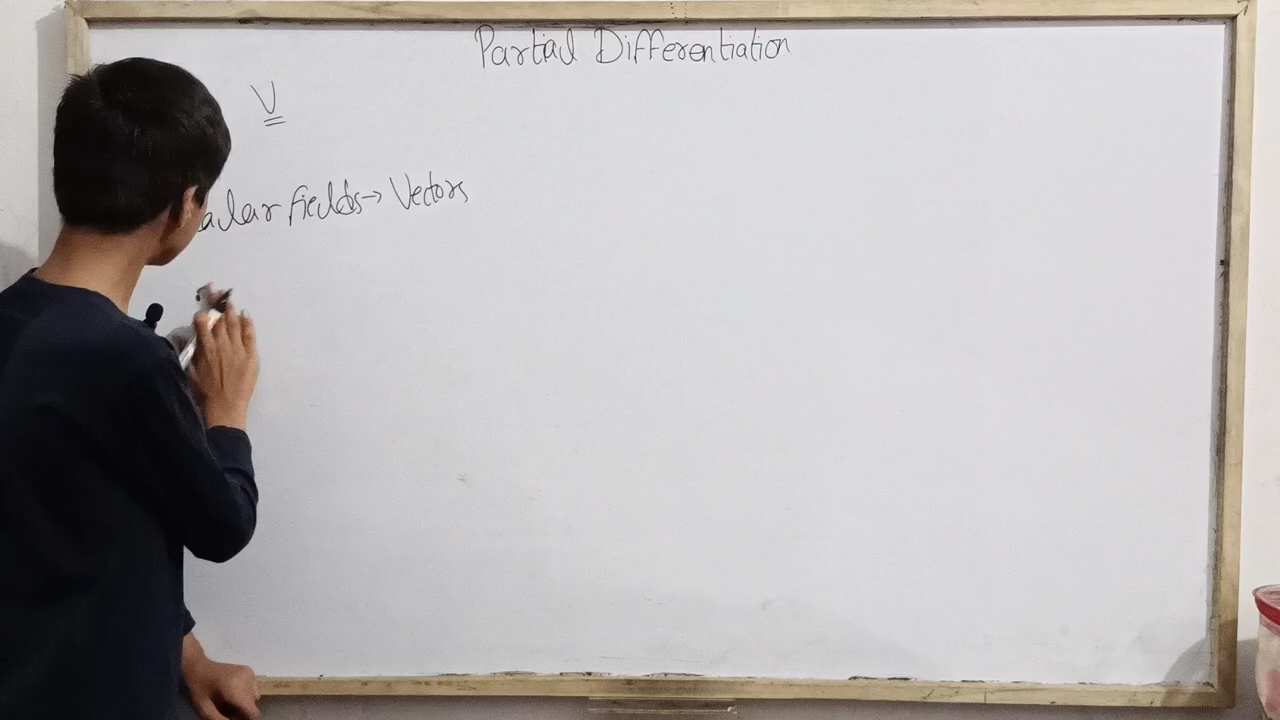 Partial Differentiation
V
alar fields→ Vectors